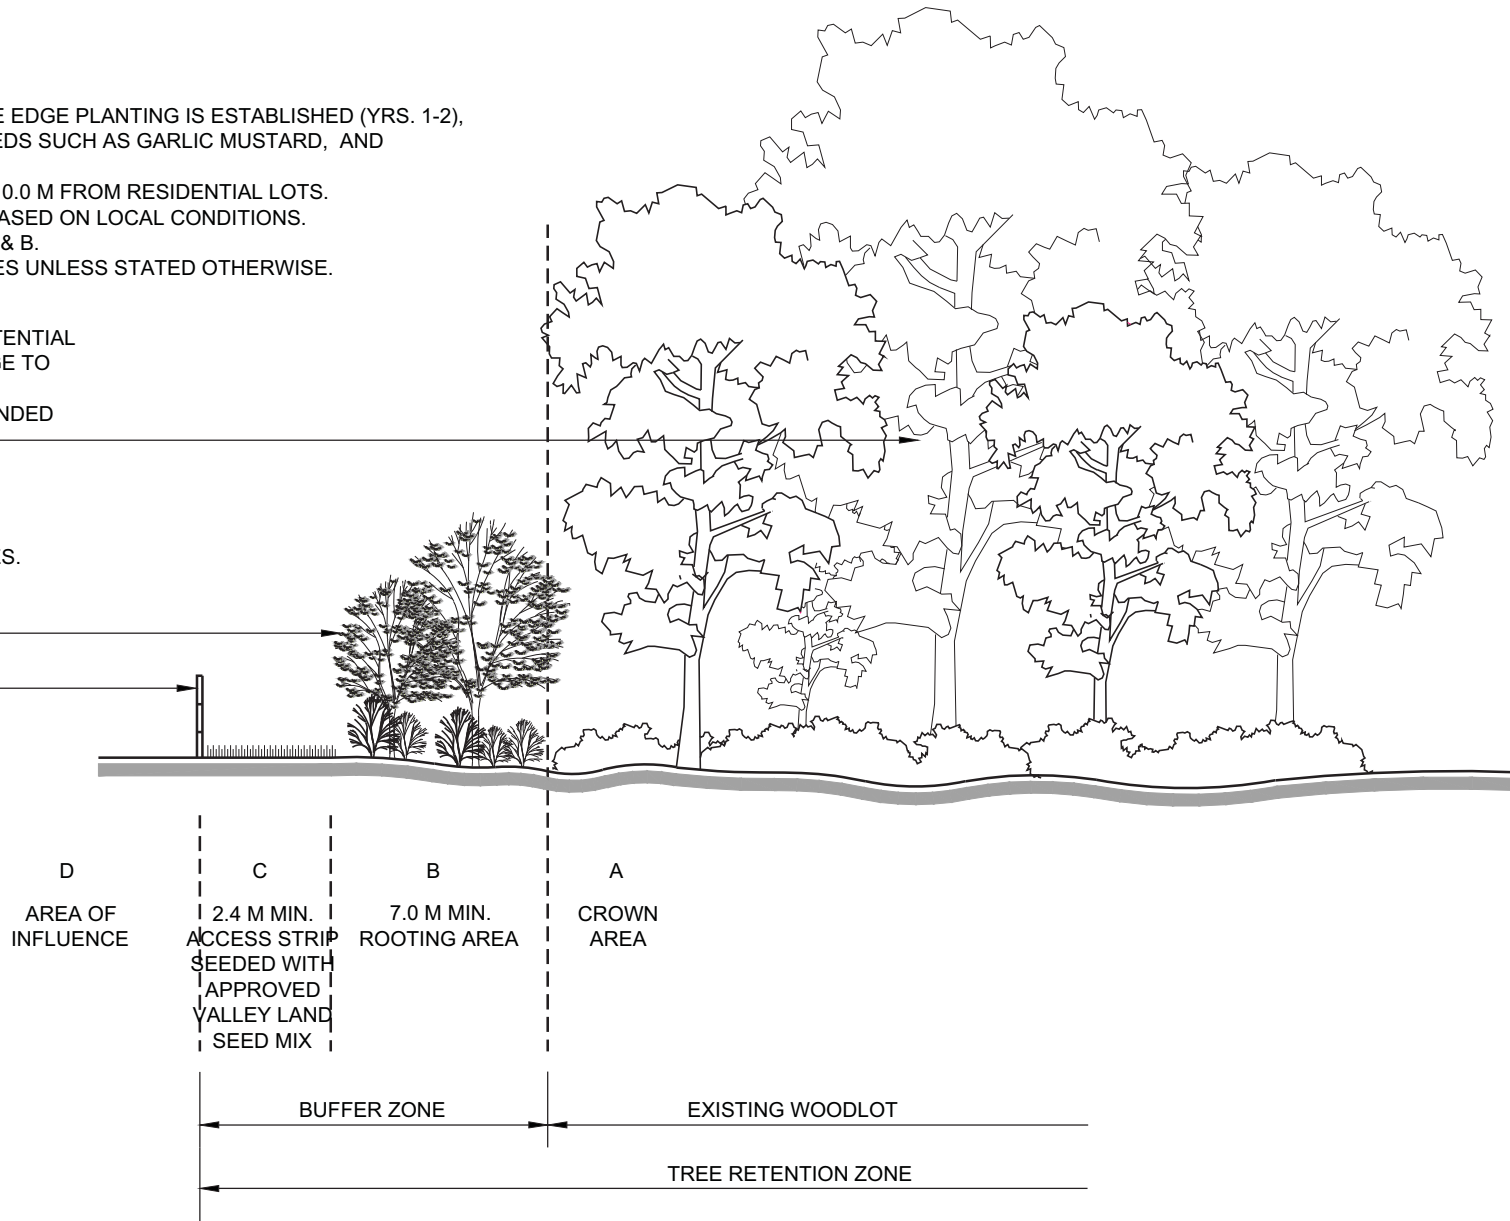 E EDGE PLANTING IS ESTABLISHED (YRS. 1-2),
EDS SUCH AS GARLIC MUSTARD, AND
0.0 M FROM RESIDENTIAL LOTS.
ASED ON LOCAL CONDITIONS.
& B.
ES UNLESS STATED OTHERWISE.
TENTIAL
GE TO
NDED
ES.
D
AREA OF
INFLUENCE
C
2.4 M MIN.
ACCESS STRIP
SEEDED WITH
APPROVED
VALLEY LAND
SEED MIX
B
7.0 M MIN.
ROOTING AREA
A
CROWN
AREA
BUFFER ZONE
EXISTING WOODLOT
TREE RETENTION ZONE